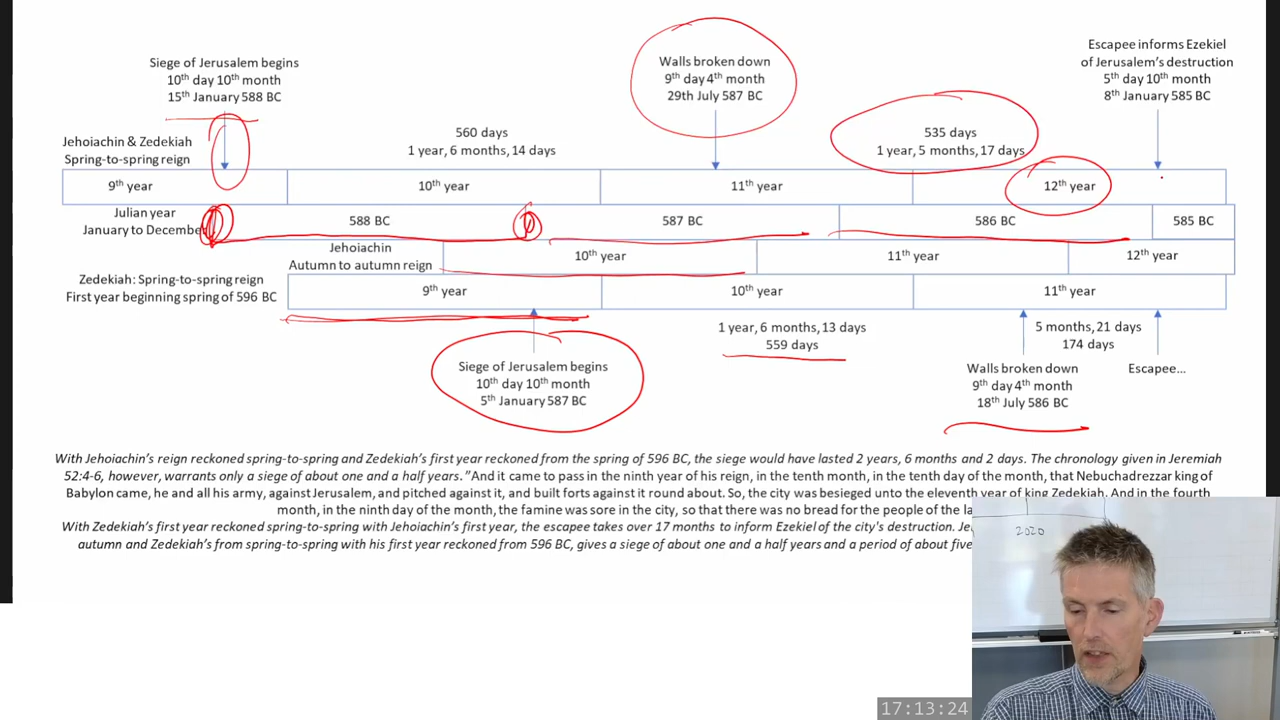 Siege of Jerusalem begins
10th day 10th month
15th January 588 BC
Walls broken down
9th day 4th month
29th July 587 BC
Escapee informs Ezekiel
of Jerusalem's destruction
5th day 10th month
8th January 585 BC
Jehoiachin & Zedekiah
Spring-to-spring reign
560 days
1 year, 6 months, 14 days
535 days
1 year, 5 months, 17 days
9th year
10th year
11th year
12th year
Julian year
January to December
588 BC
587 BC
586 BC
585 BC
Jehoiachin
Autumn to autumn reign
10th year
11th year
12th year
Zedekiah: Spring-to-spring reign
First year beginning spring of 596 BC
9th year
10th year
11th year
1 year, 6 months, 13 days
559 days
5 months, 21 days
174 days
Siege of Jerusalem begins
10th day 10th month
5th January 587 BC
Walls broken down
9th day 4th month
18th July 586 BC
Escapee...
With Jehoiachin's reign reckoned spring-to-spring and Zedekiah's first year reckoned from the spring of 596 BC, the siege would have lasted 2 years, 6 months and 2 days. The chronology given in Jeremiah
52:4-6, however, warrants only a siege of about one and a half years."And it came to pass in the ninth year of his reign, in the tenth month, in the tenth day of the month, that Nebuchadrezzar king of
Babylon came, he and all his army, against Jerusalem, and pitched against it, and built forts against it round about. So, the city was besieged unto the eleventh year of king Zedekiah. And in the fourth
month, in the ninth day of the month, the famine was sore in the city, so that there was no bread for the people of the
With Zedekiah's first year reckoned spring-to-spring with Jehoiachin's first year, the escapee takes over 17 months to inform Ezekiel of the city's destruction.
autumn and Zedekiah's from spring-to-spring with his first year reckoned from 596 BC, gives a siege of about one and a half years and a period of about five
2020
17:13:24